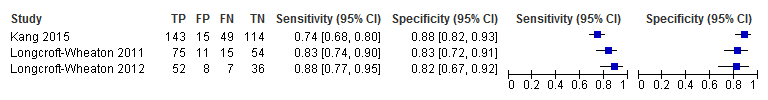 Study TP FP FN TN Sensitivity (95% CI) Specificity (95% CI) Sensitivity (95% CI) Specificity (95% CI)
Kang 2015 143 15 49 114 0.74 [0.68, 0.80] 0.88 [0.82, 0.93]
Longcroft-Wheaton 2011 75 11 15 54 0.83 [0.74, 0.90] 0.83 [0.72, 0.91]
Longcroft-Wheaton 2012 52 8 7 36 0.88 [0.77, 0.95] 0.82 [0.67, 0.92]
0 0.2 0.4 0.6 0.8 1 0 0.2 0.4 0.6 0.8 1